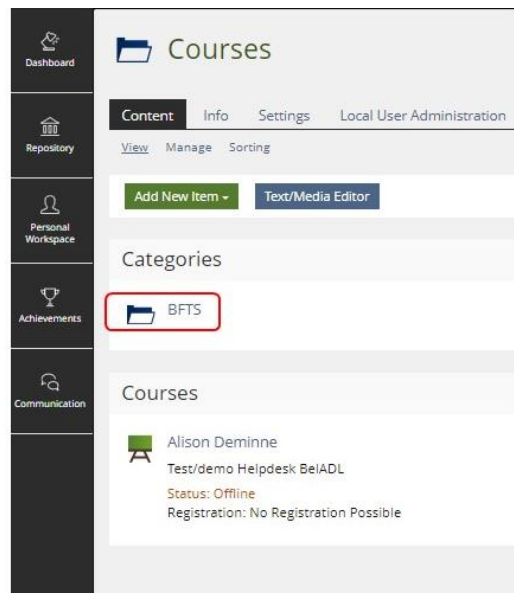 Dashboard
Repository
Personal
Workspace
Achievements
Communication
Courses
Content Info Settings Local User Administration
View Manage Sorting
Add New Item Text/Media Editor
Categories
BFTS
Courses
Alison Deminne
Test/demo Helpdesk BelADL
Status: Offline
Registration: No Registration Possible